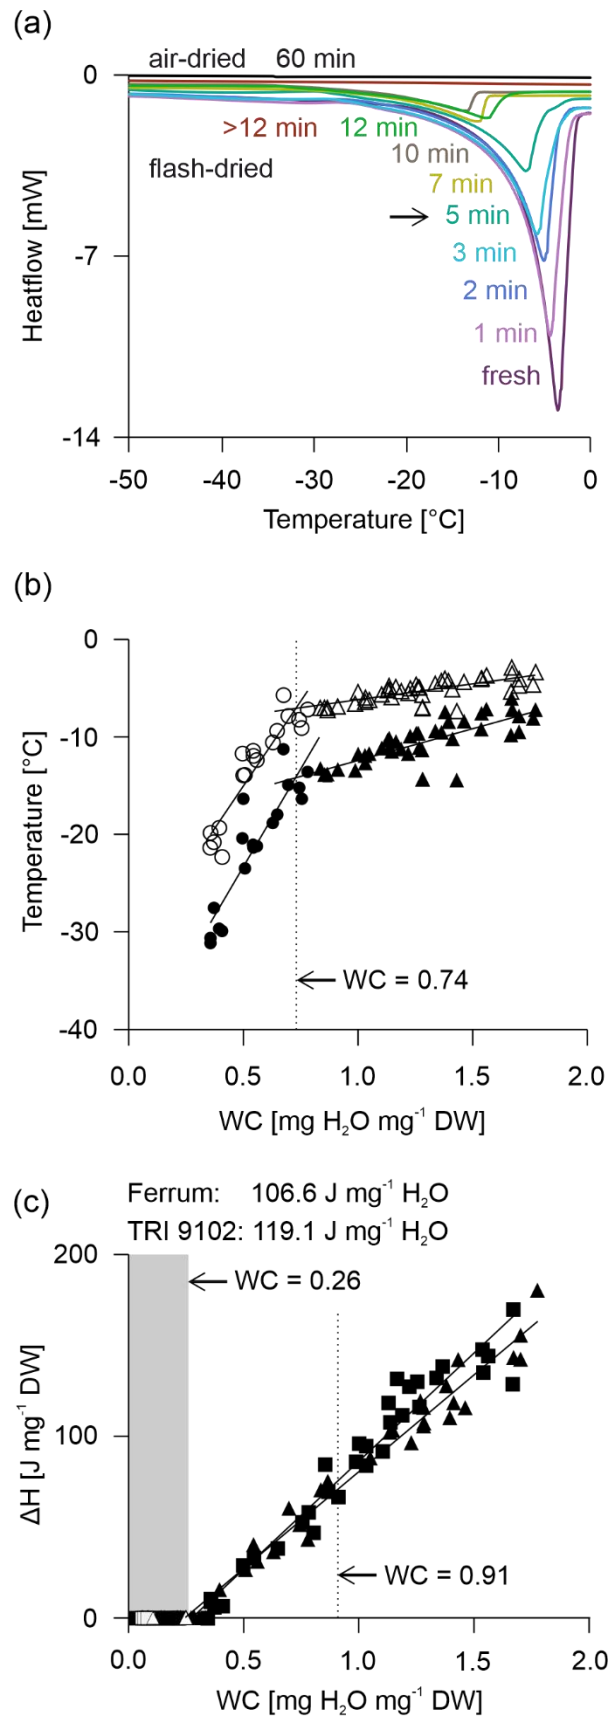 (a)
air-dried 60 min
0
>12 min 12 min
10 min
flash-dried
7 min
→ 5 min
-7
3 min
2 min
1 min
fresh
-14
Heatflow [mW]
-50 -40 -30 -20 -10 0
Temperature [°C]
(b)
0
-10
-20
-30
-40
Temperature [°C]
← WC = 0.74
0.0 0.5 1.0 1.5 2.0
WC [mg H₂O mg⁻¹ DW]
(c)
Ferrum: 106.6 J mg⁻¹ H₂O
TRI 9102: 119.1 J mg⁻¹ H₂O
200
← WC = 0.26
100
← WC = 0.91
0
ΔH [J mg⁻¹ DW]
0.0 0.5 1.0 1.5 2.0
WC [mg H₂O mg⁻¹ DW]